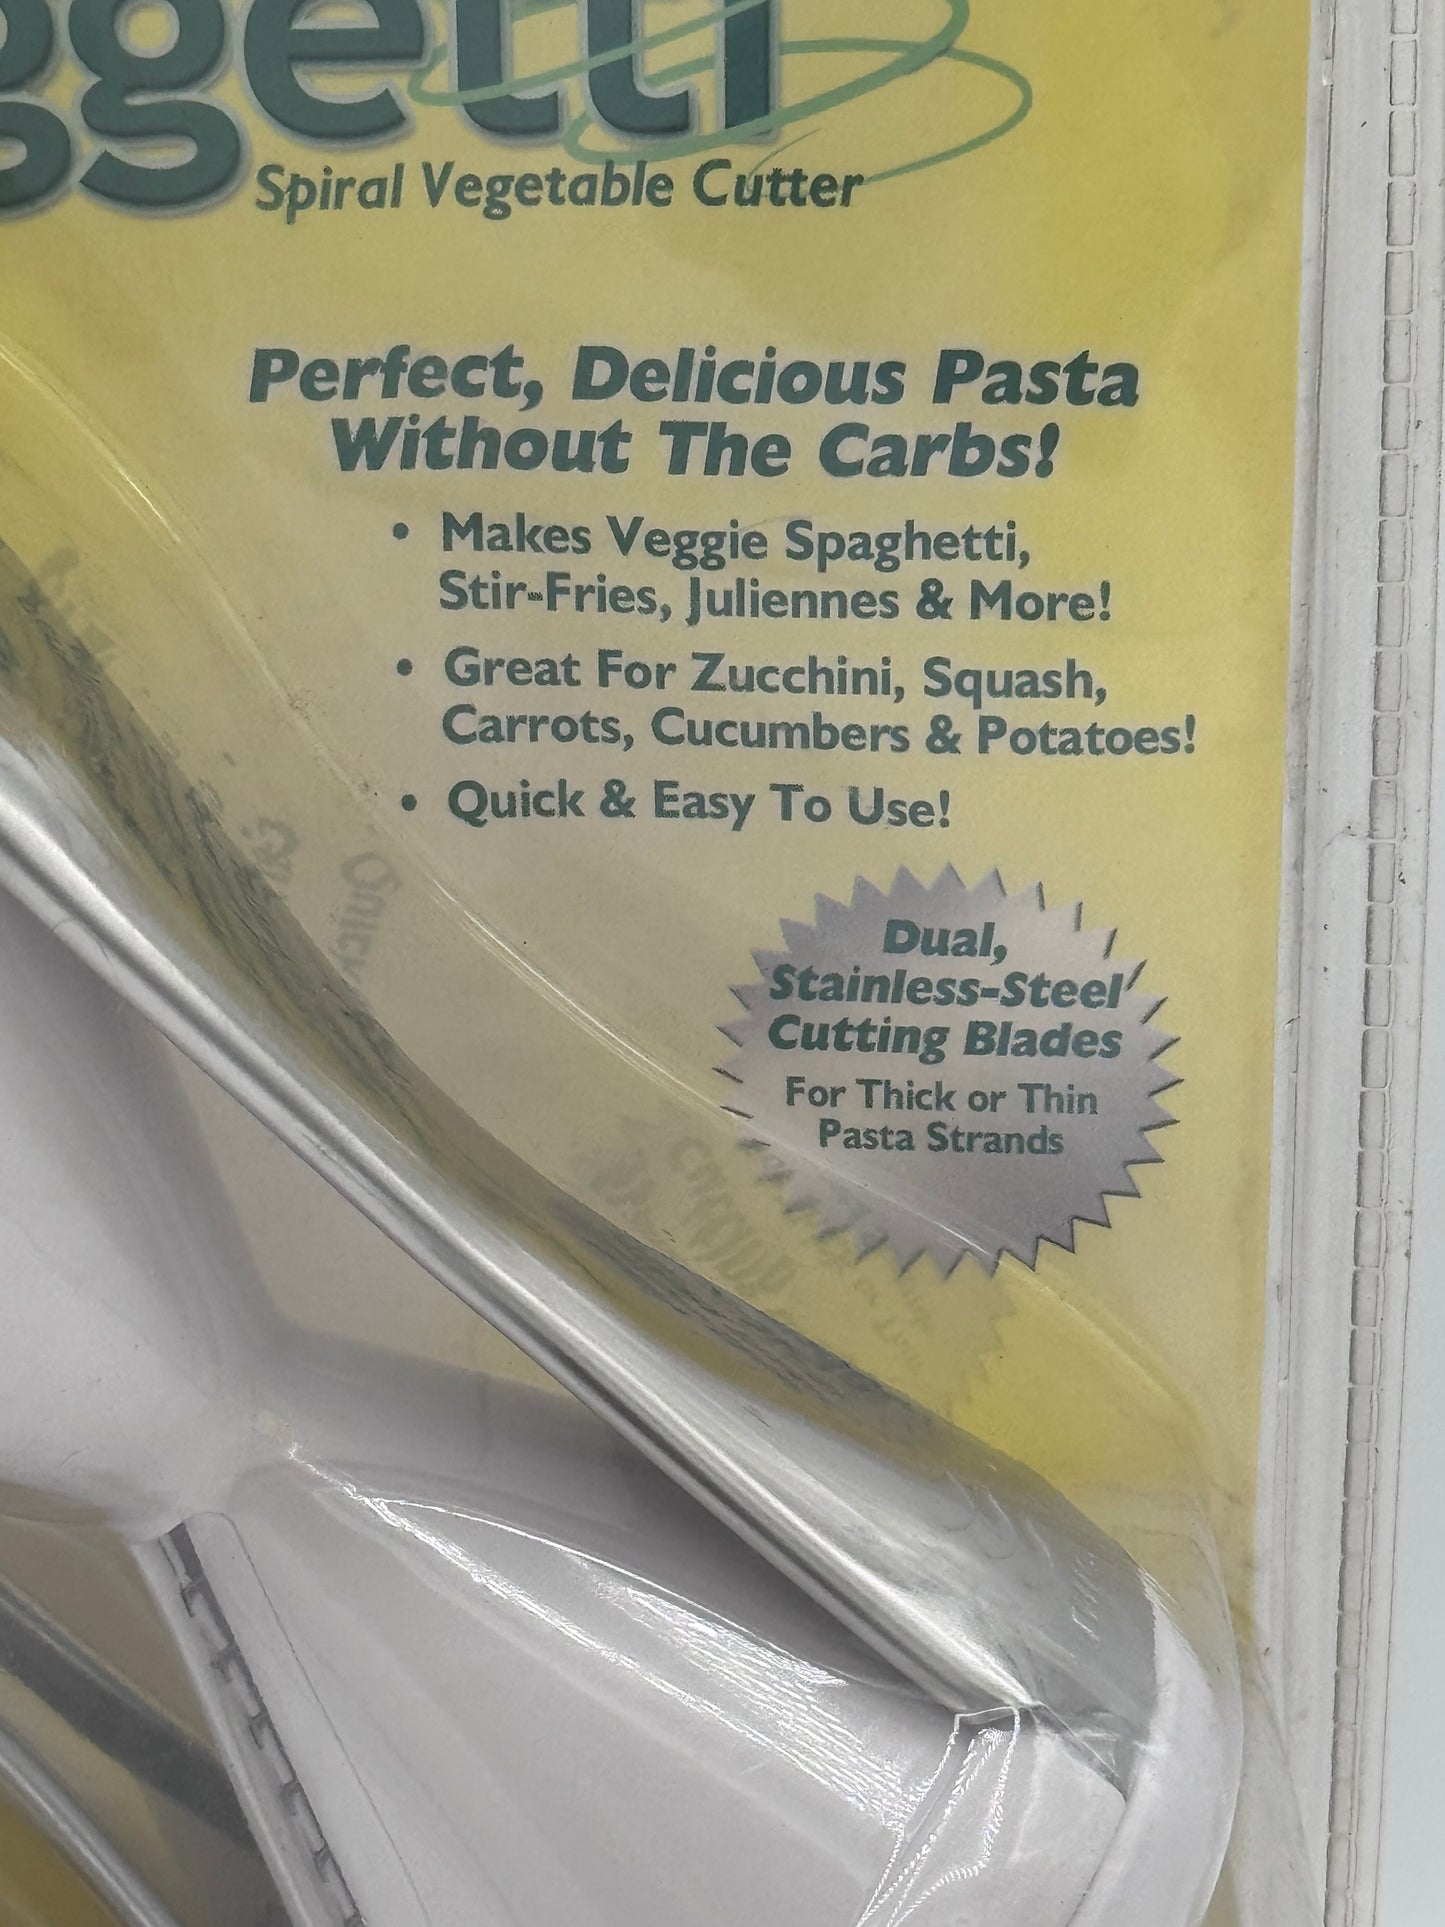 ggetti
Spiral Vegetable Cutter
Perfect, Delicious Pasta
Without The Carbs!
• Makes Veggie Spaghetti,
Stir-Fries, Juliennes & More!
• Great For Zucchini, Squash,
Carrots, Cucumbers & Potatoes!
• Quick & Easy To Use!
Dual,
Stainless-Steel
Cutting Blades
For Thick or Thin
Pasta Strands